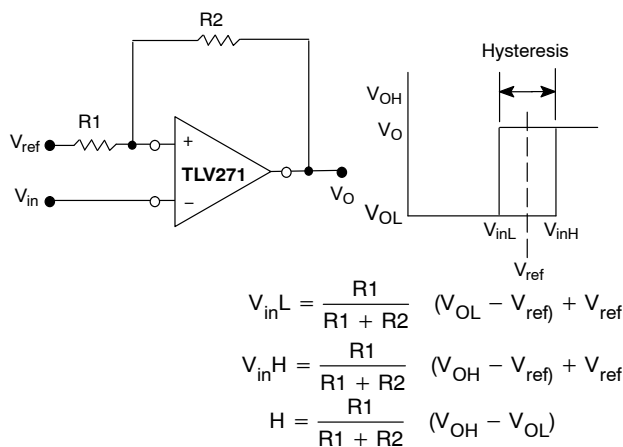 R2
Hysteresis
R1
V_OH
V_ref
+
V_O
TLV271
V_in
−
V_O
V_OL
V_inL
V_inH
V_ref
V_inL = R1 / (R1 + R2) (V_OL − V_ref) + V_ref
V_inH = R1 / (R1 + R2) (V_OH − V_ref) + V_ref
H = R1 / (R1 + R2) (V_OH − V_OL)